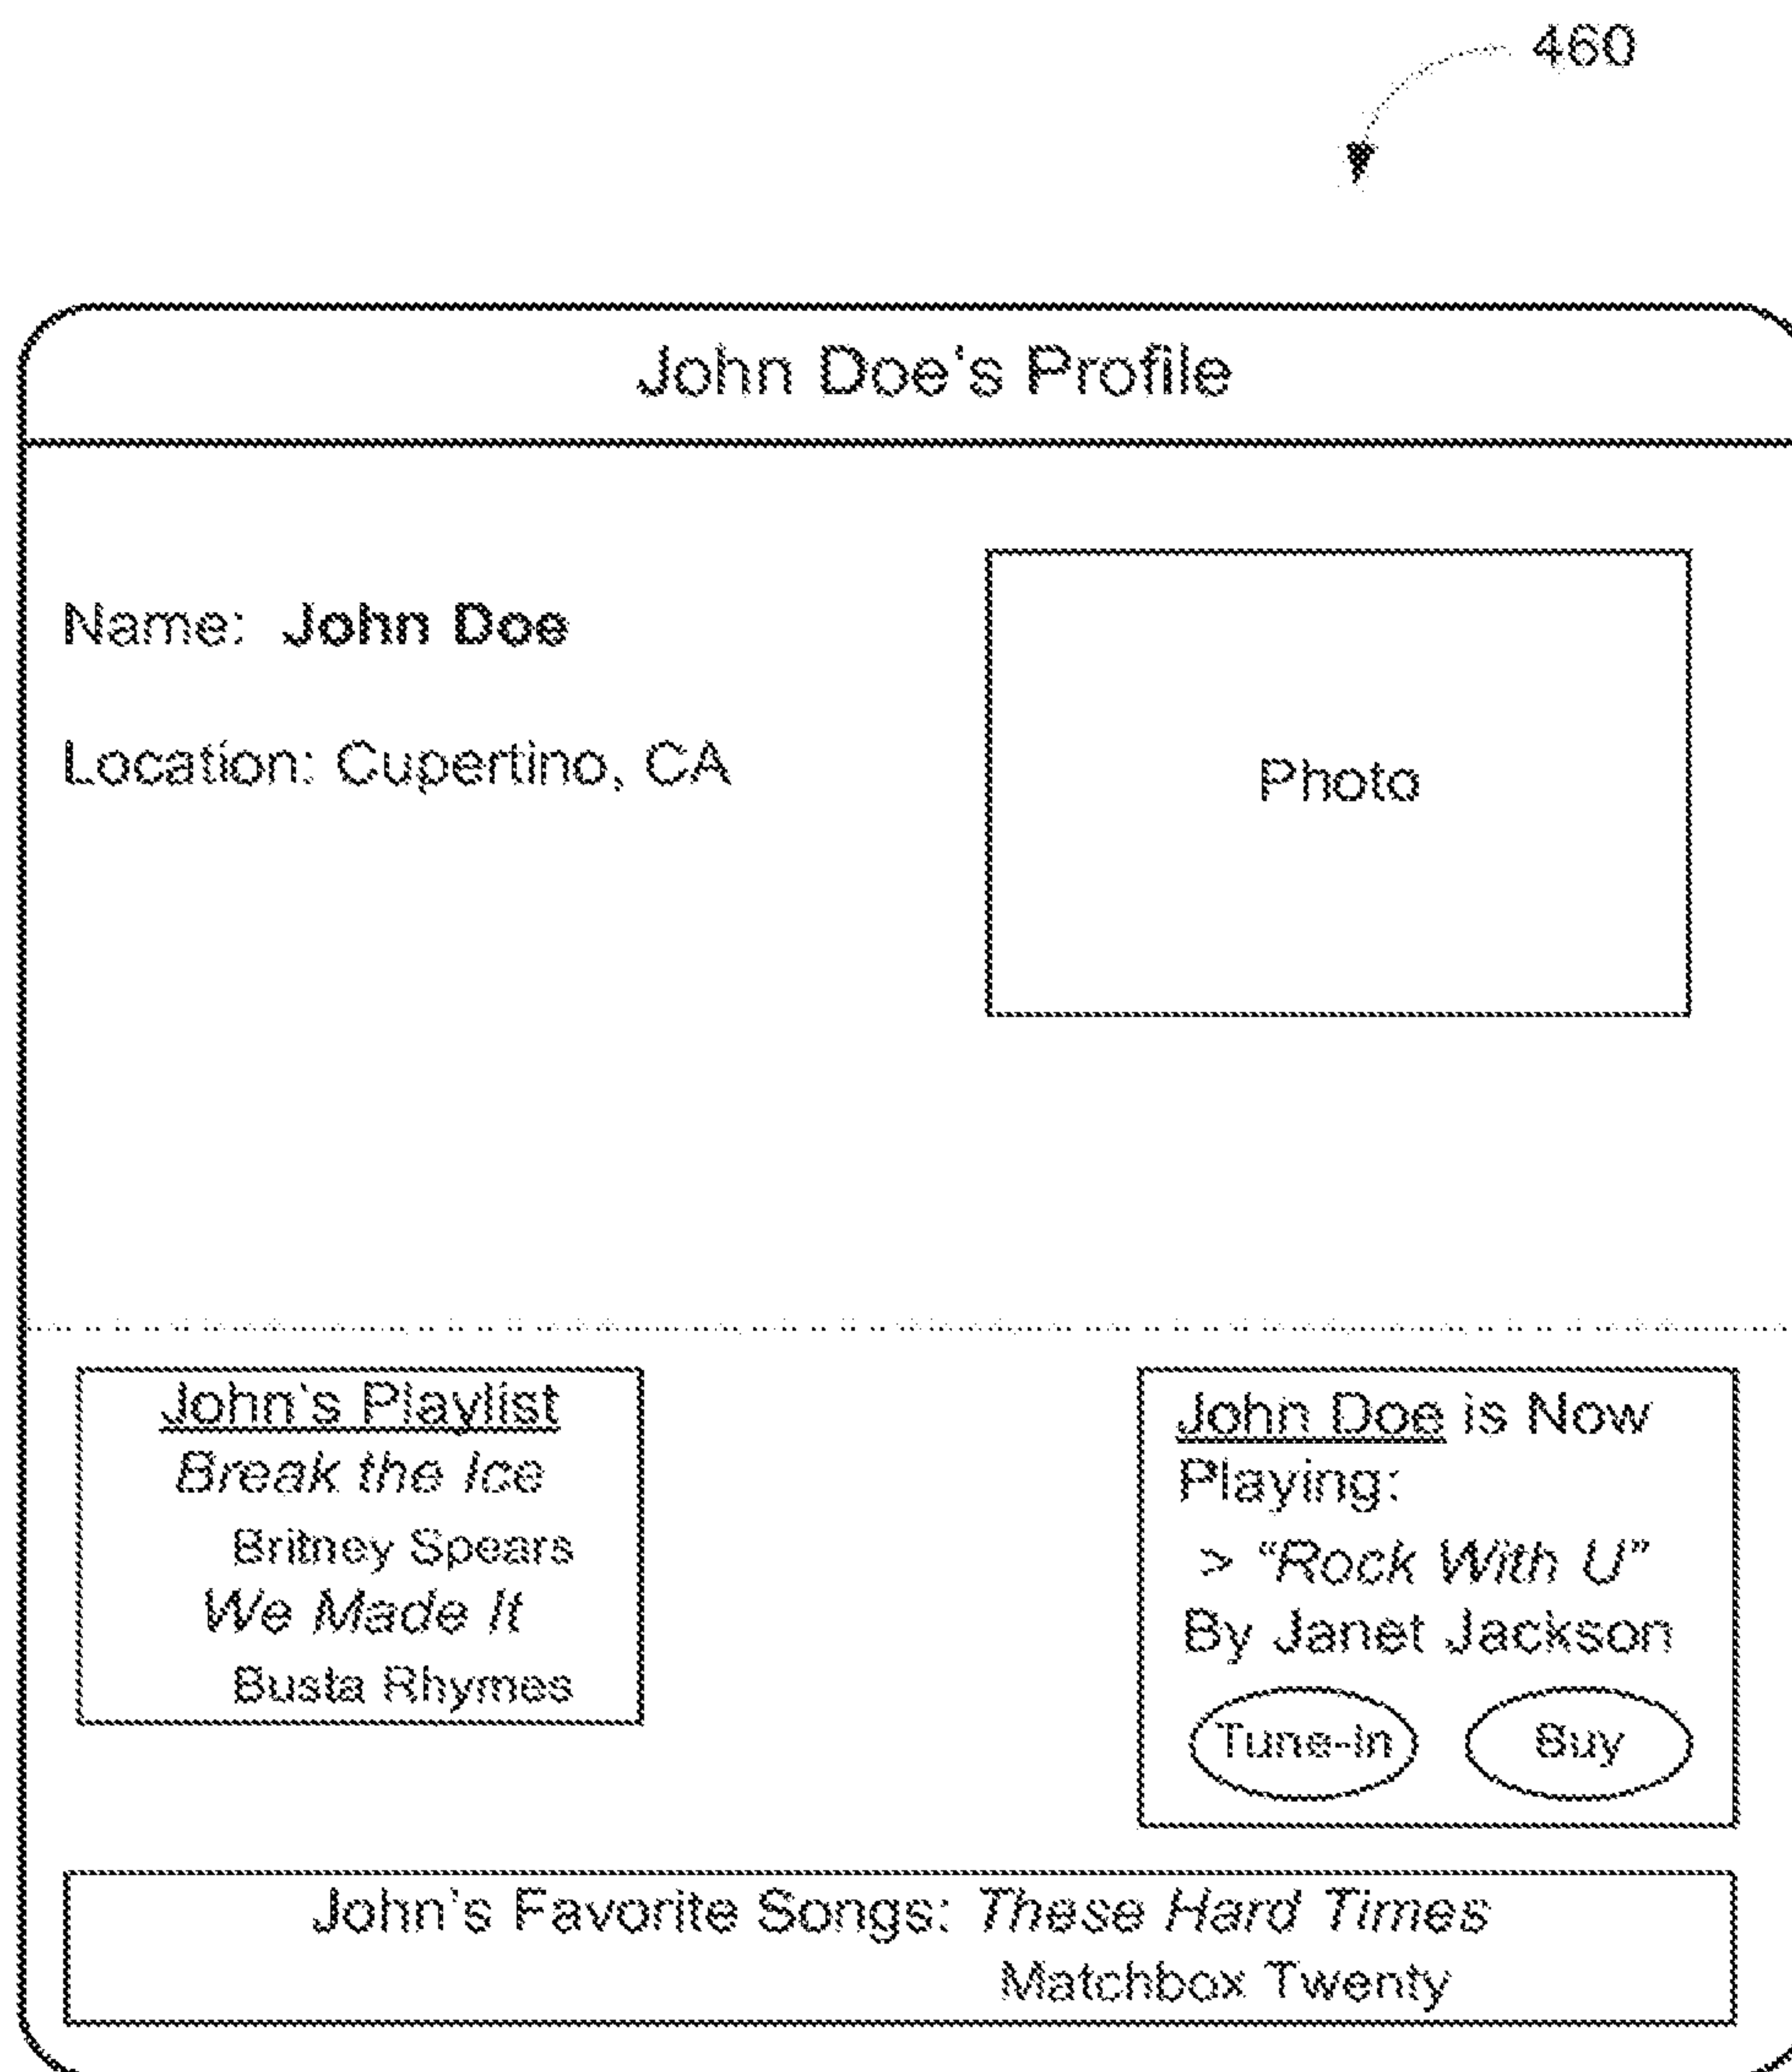 460
John Doe's Profile
Name: John Doe
Location: Cupertino, CA
Photo
John's Playlist
Break the Ice
Britney Spears
We Made It
Busta Rhymes
John Doe is Now
Playing:
> “Rock With U”
By Janet Jackson
Tune-in
Buy
John's Favorite Songs: These Hard Times
Matchbox Twenty